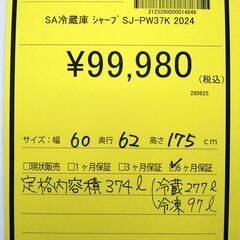 2125290000014849
SA冷蔵庫 ｼｬｰﾌﾟ SJ-PW37K 2024
¥99,980
(税込)
280625
サイズ:幅 60 奥行 62 高さ 175 cm
□現状販売 □1ヶ月保証 □3ヶ月保証 ☑6ヶ月保証
定格内容積 374ℓ (冷蔵277ℓ
冷凍97ℓ)